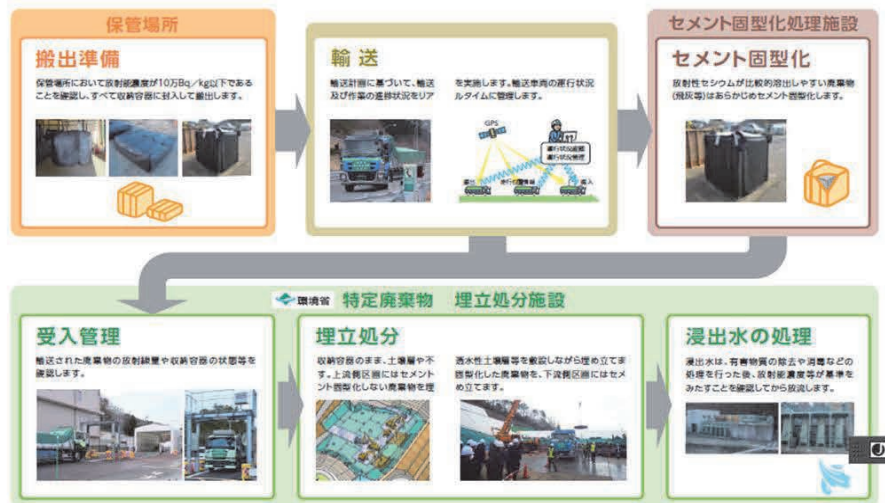 保管場所
搬出準備
保管場所において放射能濃度が10万Bq／kg以下である
ことを確認し、すべて収納容器に封入して搬出します。
輸送
輸送計画に基づいて、輸送
及び作業の進捗状況をリア
を実施します。輸送車両の運行状況
ルタイムに管理します。
GPS
運行状況管理
搬出
搬入
セメント固型化処理施設
セメント固型化
放射性セシウムが比較的溶出しやすい廃棄物
(飛灰等)はあらかじめセメント固型化します。
環境省 特定廃棄物 埋立処分施設
受入管理
輸送された廃棄物の放射線量や収納容器の状態等を
確認します。
埋立処分
収納容器のまま、土壌層や不
す。上流側区画にはセメント
ント固型化しない廃棄物を埋
透水性土壌層等を敷設しながら埋め立てま
固型化した廃棄物を、下流側区画にはセメ
め立てます。
浸出水の処理
浸出水は、有害物質の除去や消毒などの
処理を行った後、放射能濃度等が基準を
みたすことを確認してから放流します。